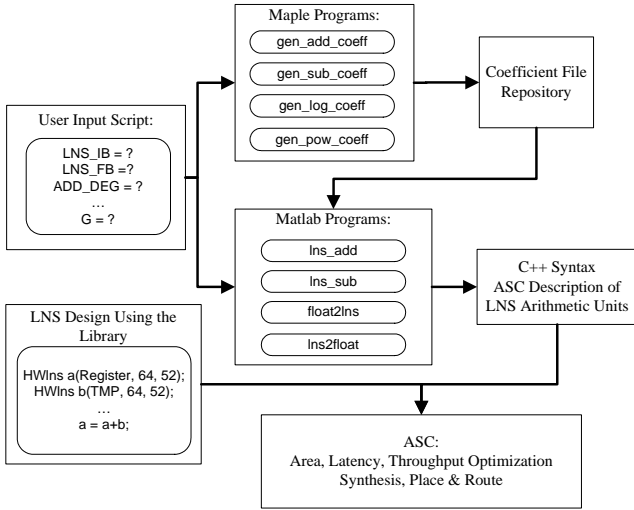 Maple Programs:
gen_add_coeff
gen_sub_coeff
gen_log_coeff
gen_pow_coeff
Coefficient File
Repository
User Input Script:
LNS_IB = ?
LNS_FB =?
ADD_DEG = ?
...
G = ?
Matlab Programs:
lns_add
lns_sub
float2lns
lns2float
C++ Syntax
ASC Description of
LNS Arithmetic Units
LNS Design Using the
Library
HWlns a(Register, 64, 52);
HWlns b(TMP, 64, 52);
...
a = a+b;
ASC:
Area, Latency, Throughput Optimization
Synthesis, Place & Route